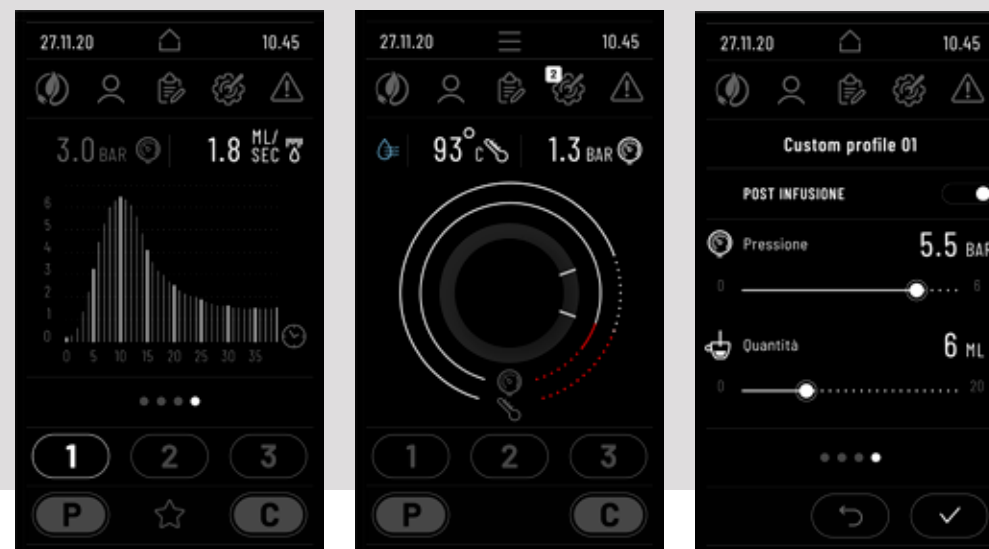 27.11.20 10.45
3.0 BAR 1.8 ML/SEC
6
5
4
3
2
1
0
0 5 10 15 20 25 30 35
1 2 3
P C
27.11.20 10.45
2
93°C 1.3 BAR
1 2 3
P C
27.11.20 10.45
Custom profile 01
POST INFUSIONE
Pressione 5.5 BAR
0 6
Quantità 6 ML
0 20